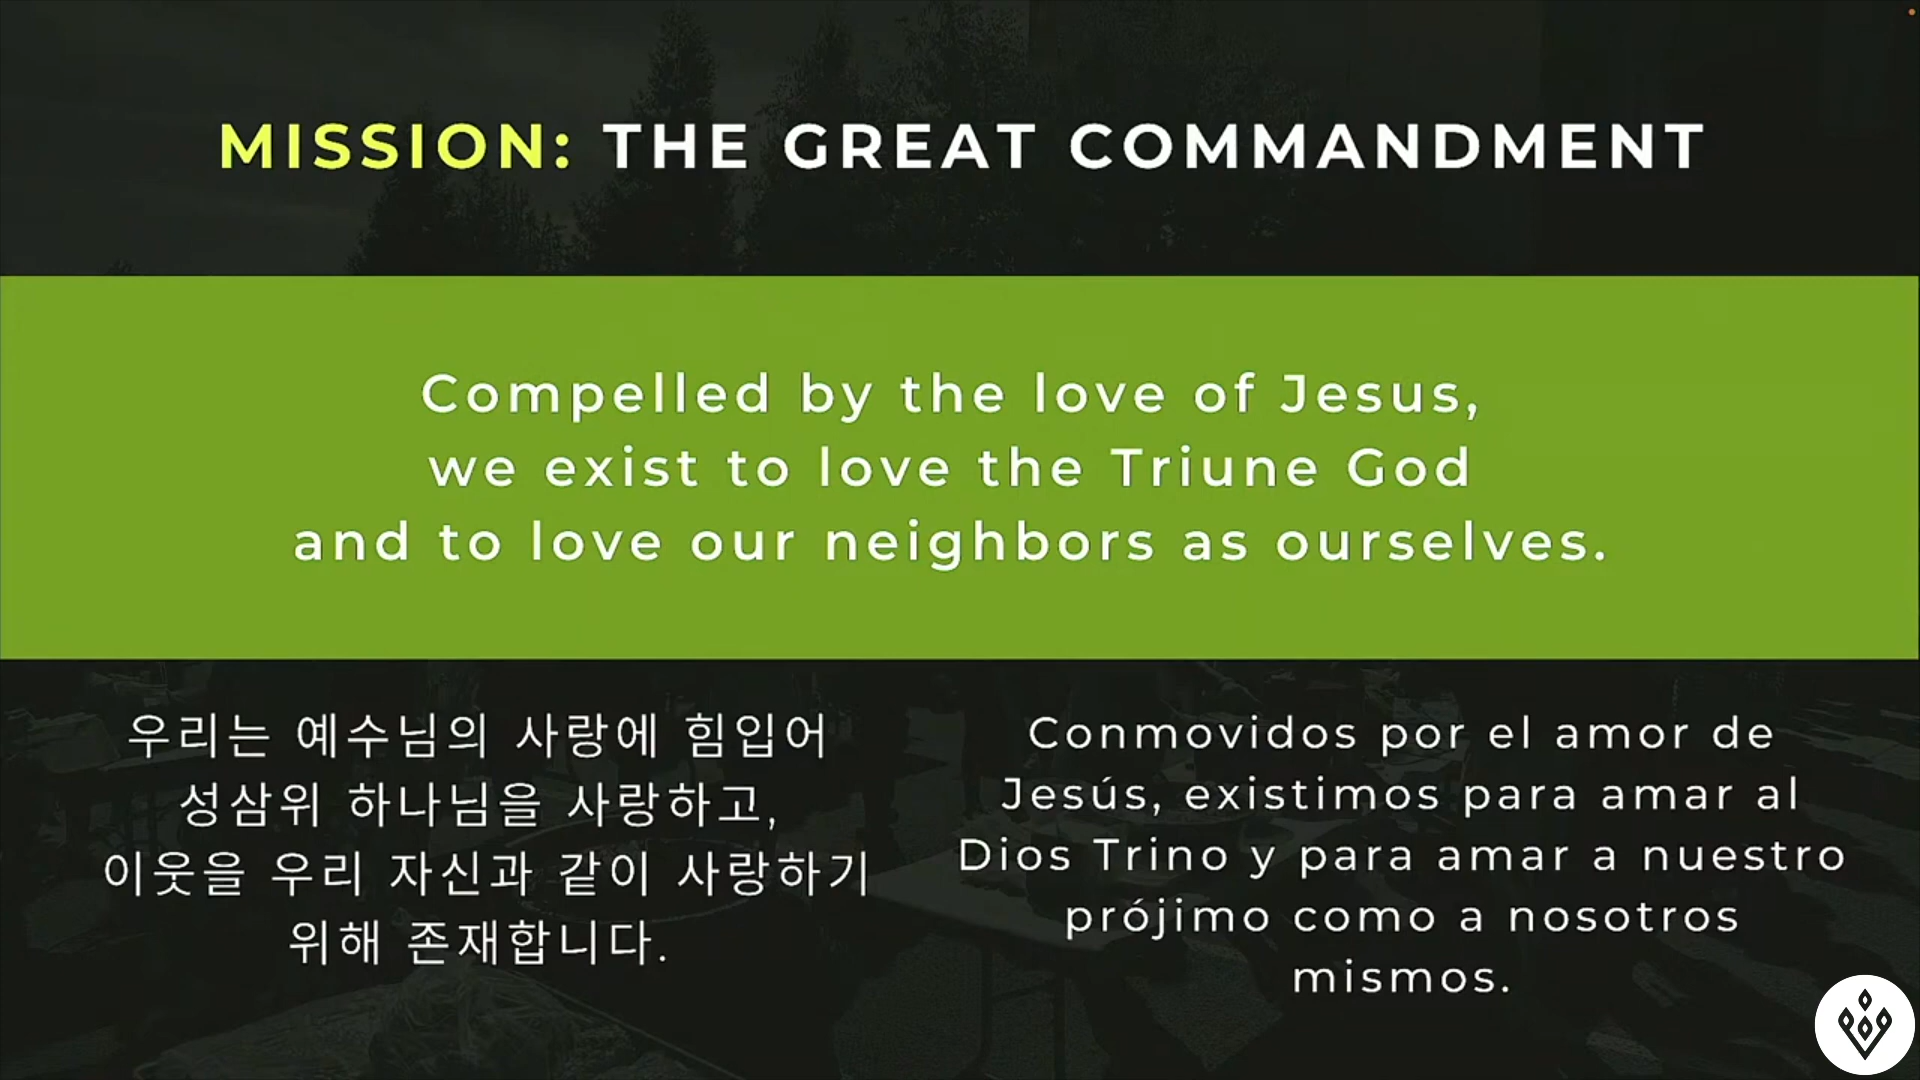 MISSION: THE GREAT COMMANDMENT
Compelled by the love of Jesus,
we exist to love the Triune God
and to love our neighbors as ourselves.
우리는 예수님의 사랑에 힘입어
성삼위 하나님을 사랑하고,
이웃을 우리 자신과 같이 사랑하기
위해 존재합니다.
Conmovidos por el amor de
Jesús, existimos para amar al
Dios Trino y para amar a nuestro
prójimo como a nosotros
mismos.